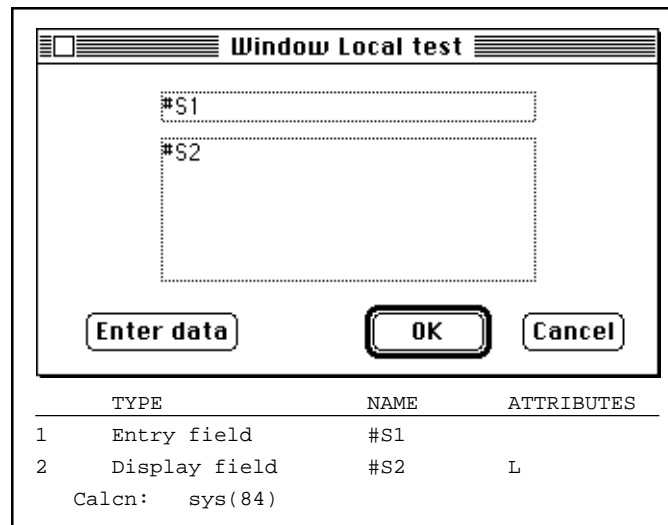 Window Local test
#S1
#S2
Enter data OK Cancel
TYPE NAME ATTRIBUTES
1 Entry field #S1
2 Display field #S2 L
Calcn: sys(84)